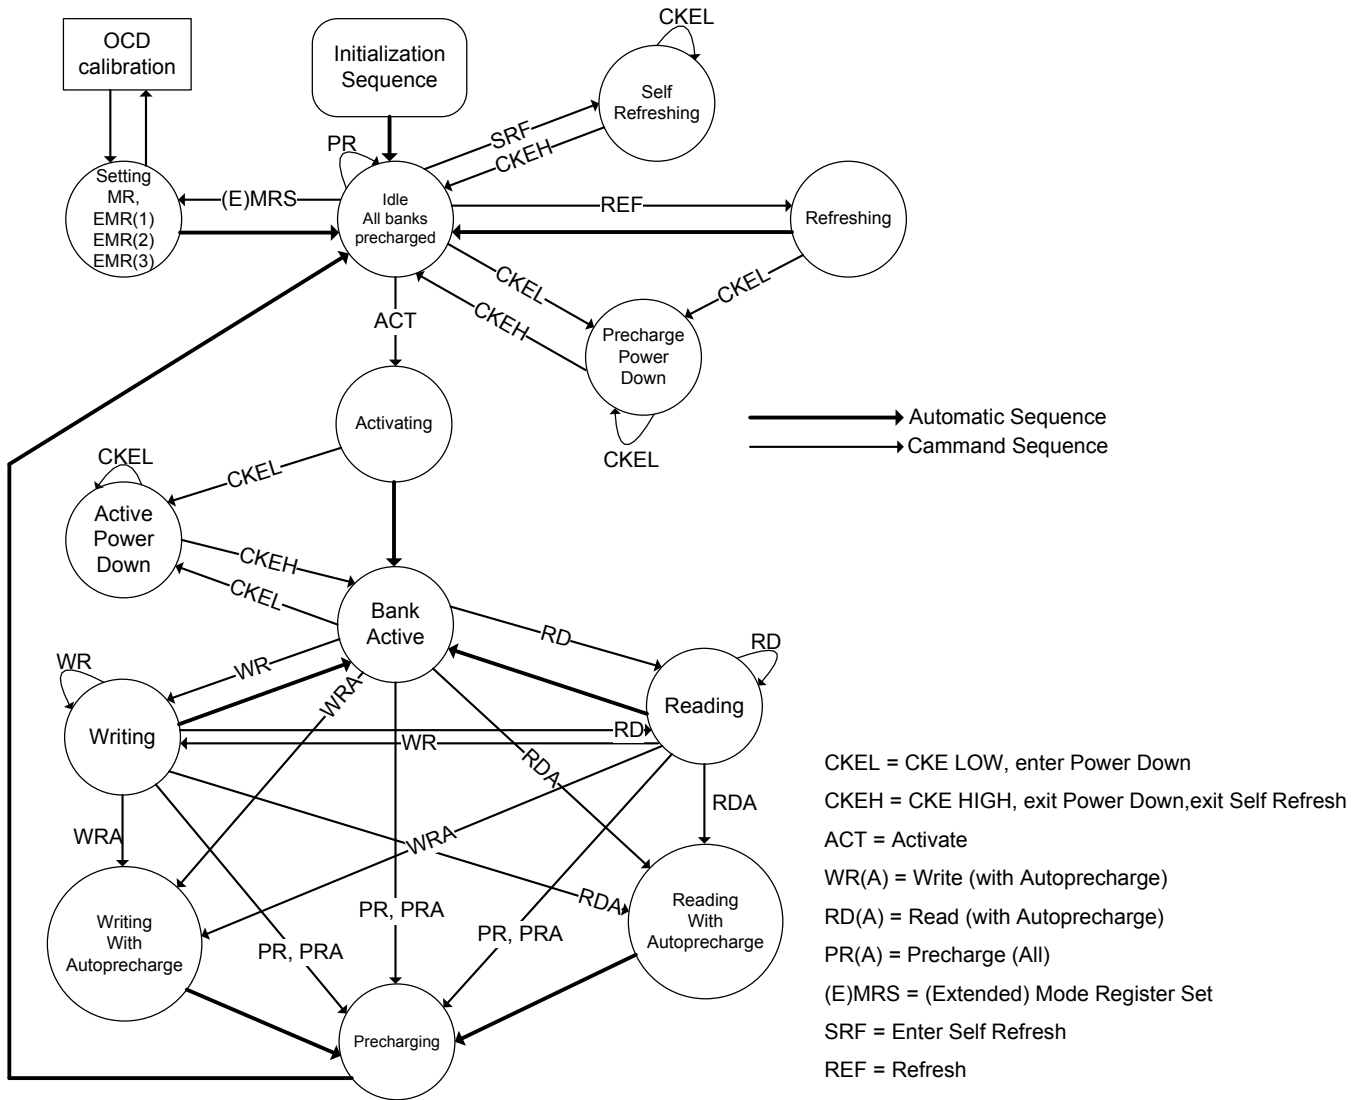 OCD
calibration
Initialization
Sequence
CKEL
Self
Refreshing
SRF
CKEH
PR
Setting
MR,
EMR(1)
EMR(2)
EMR(3)
(E)MRS
Idle
All banks
precharged
REF
Refreshing
CKEL
CKEH
CKEL
ACT
Precharge
Power
Down
CKEL
Activating
Automatic Sequence
Cammand Sequence
CKEL
CKEL
Active
Power
Down
CKEH
CKEL
Bank
Active
RD
RD
WR
WR
WRA
Reading
Writing
RD
WR
RDA
RDA
WRA
WRA
RDA
PR, PRA
PR, PRA
PR, PRA
Writing
With
Autoprecharge
Reading
With
Autoprecharge
Precharging
CKEL = CKE LOW, enter Power Down
CKEH = CKE HIGH, exit Power Down,exit Self Refresh
ACT = Activate
WR(A) = Write (with Autoprecharge)
RD(A) = Read (with Autoprecharge)
PR(A) = Precharge (All)
(E)MRS = (Extended) Mode Register Set
SRF = Enter Self Refresh
REF = Refresh